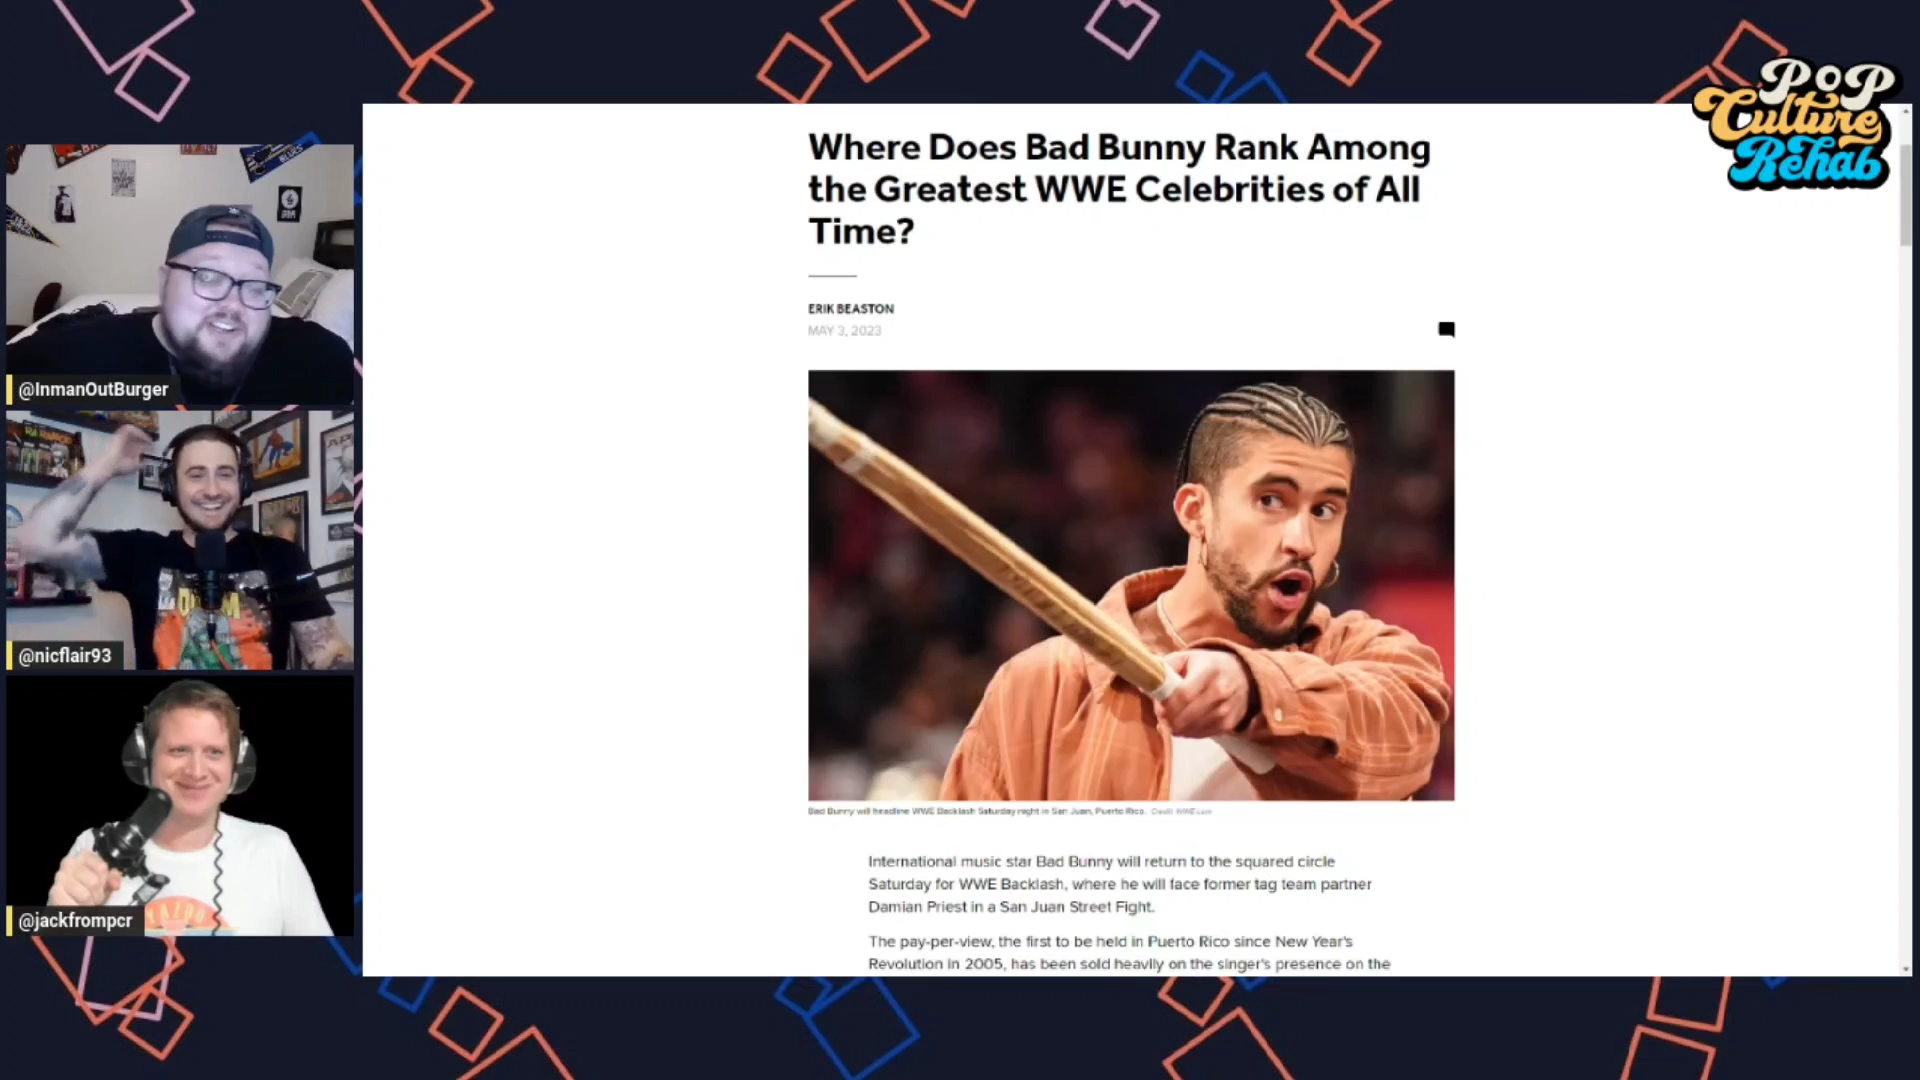 Pop
Culture
Rehab
Where Does Bad Bunny Rank Among
the Greatest WWE Celebrities of All
Time?
ERIK BEASTON
MAY 3, 2023
Bad Bunny will headline WWE Backlash Saturday night in San Juan, Puerto Rico. Credit: WWE.com
International music star Bad Bunny will return to the squared circle
Saturday for WWE Backlash, where he will face former tag team partner
Damian Priest in a San Juan Street Fight.
The pay-per-view, the first to be held in Puerto Rico since New Year's
Revolution in 2005, has been sold heavily on the singer's presence on the
BLUES
@InmanOutBurger
@nicflair93
@jackfrompcr